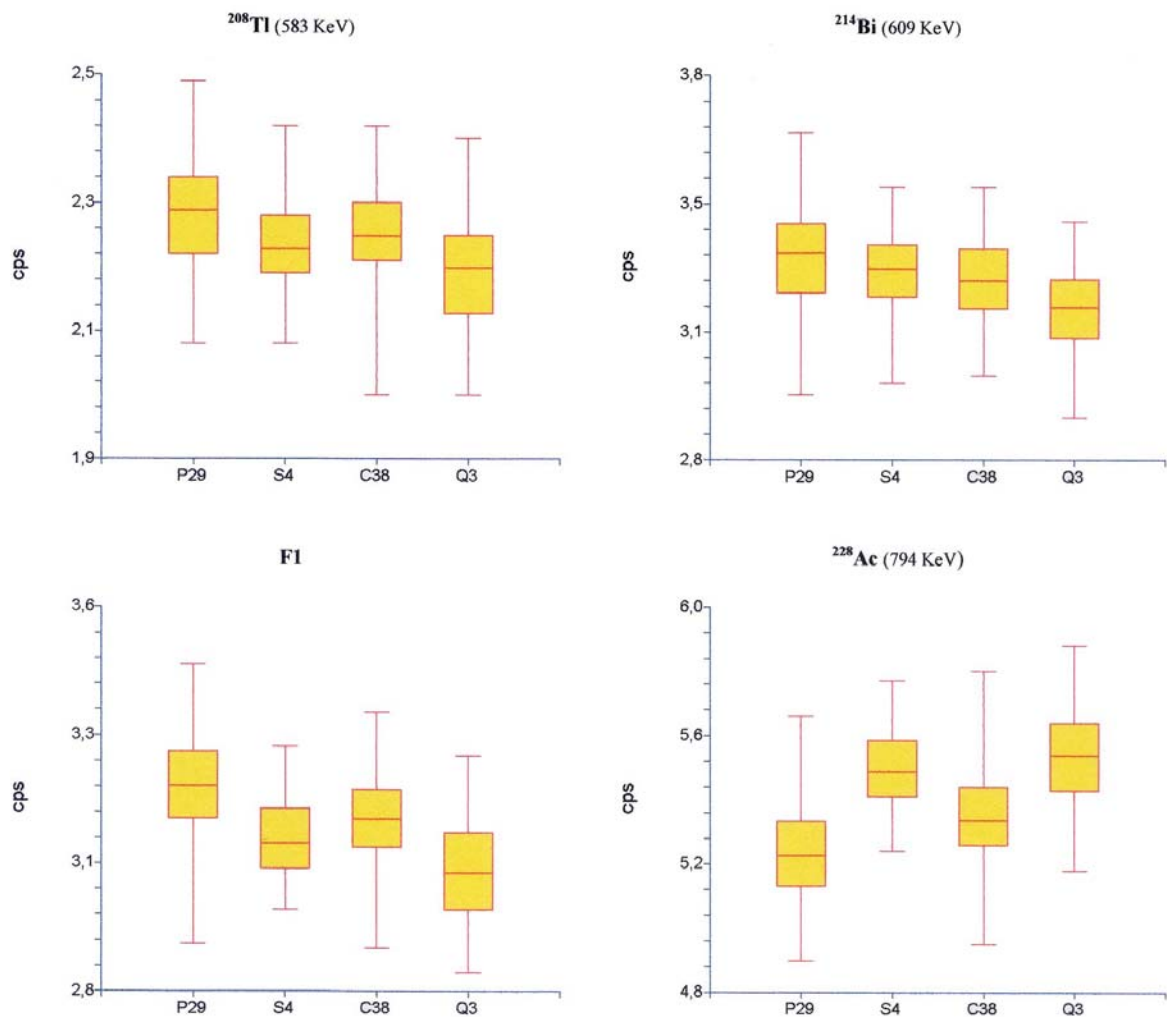 ²⁰⁸Tl (583 KeV)
2,5
2,3
2,1
1,9
cps
P29 S4 C38 Q3
²¹⁴Bi (609 KeV)
3,8
3,5
3,1
2,8
cps
P29 S4 C38 Q3
F1
3,6
3,3
3,1
2,8
cps
P29 S4 C38 Q3
²²⁸Ac (794 KeV)
6,0
5,6
5,2
4,8
cps
P29 S4 C38 Q3